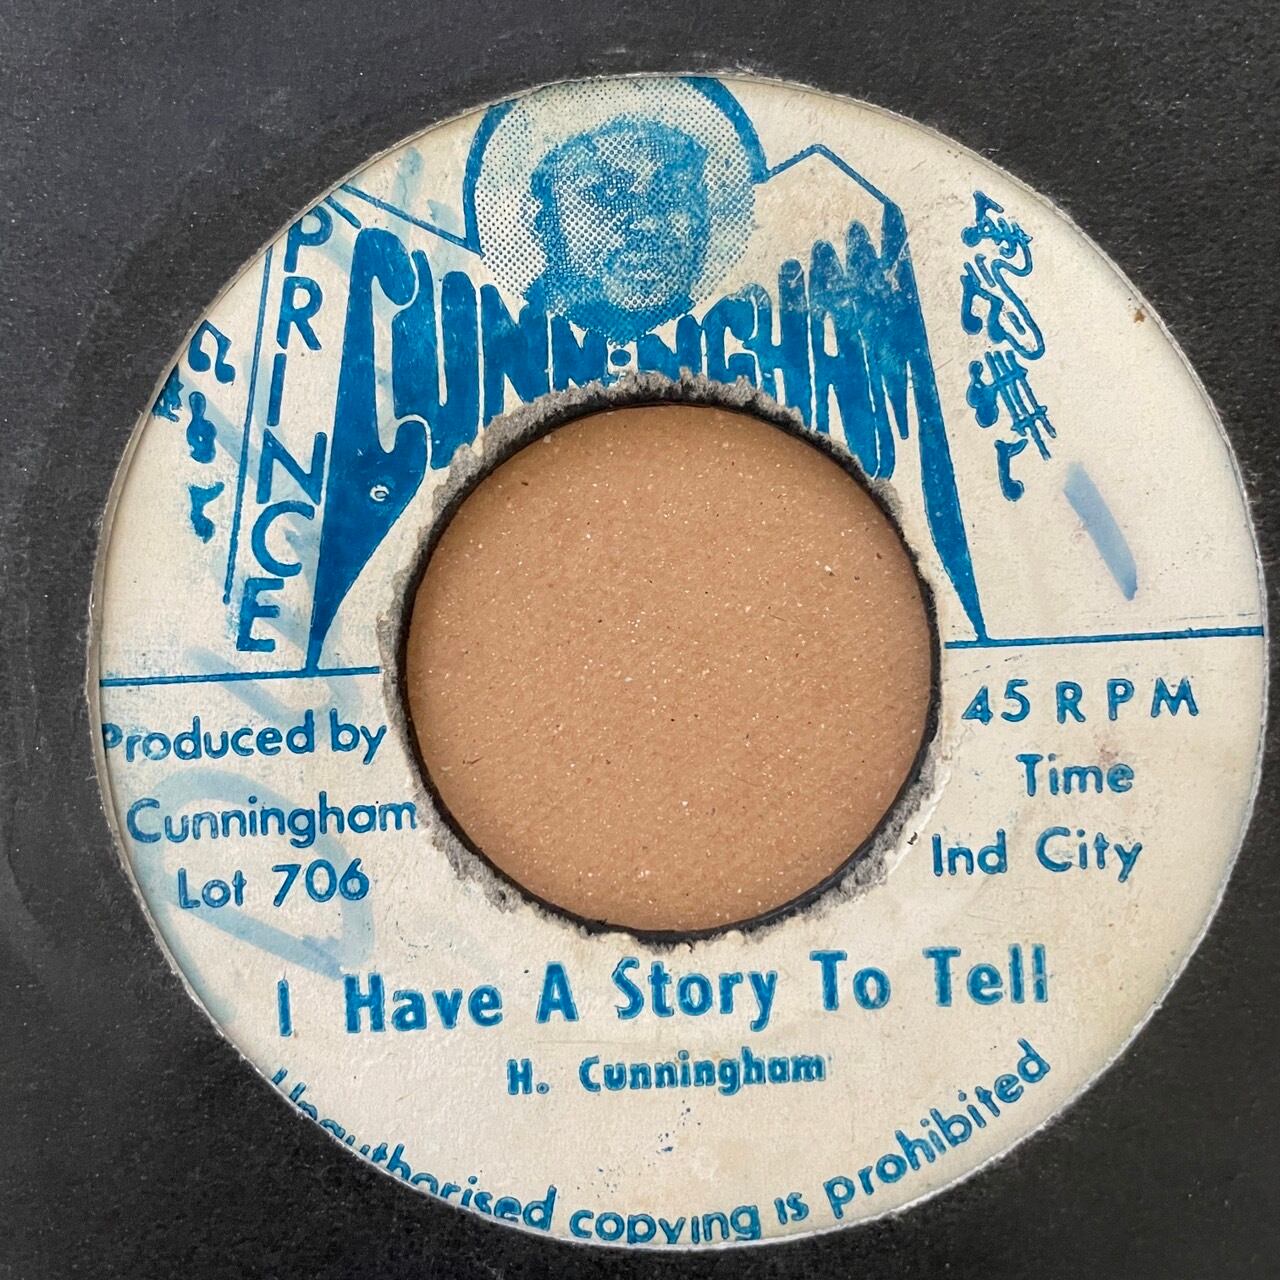 PRINCE
CUNNINGHAM
Produced by
Cunningham
Lot 706
45 RPM
Time
Ind City
I Have A Story To Tell
H. Cunningham
Unauthorised copying is prohibited